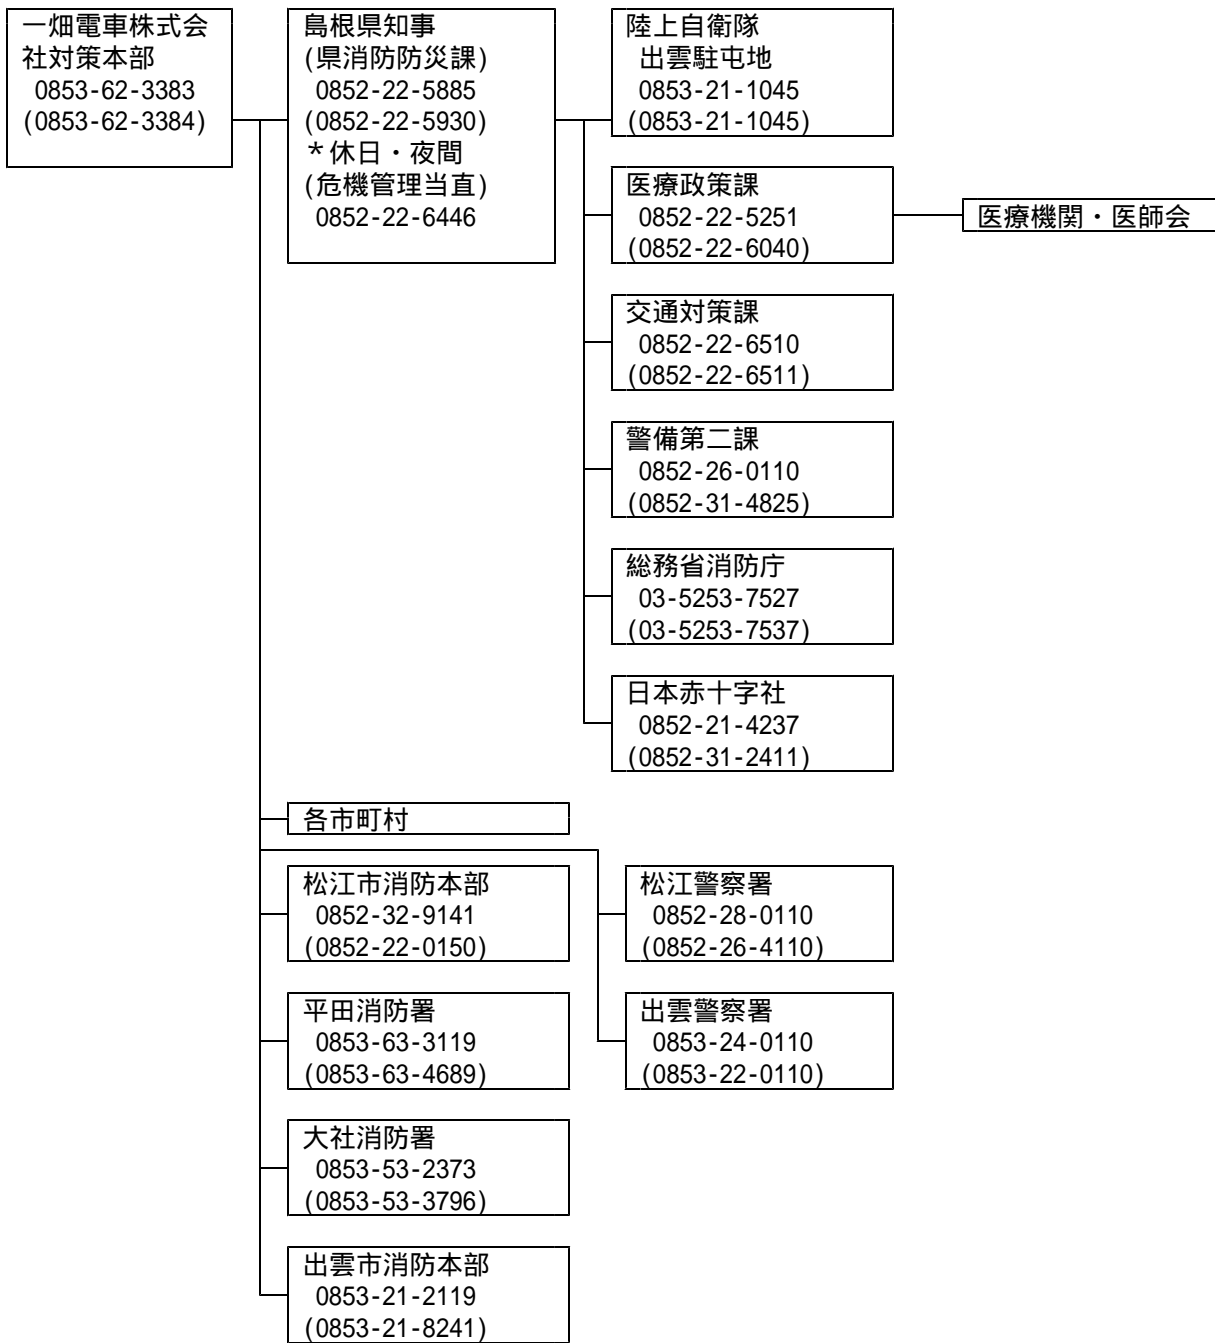 一畑電車株式会
社対策本部
0853-62-3383
(0853-62-3384)
島根県知事
(県消防防災課)
0852-22-5885
(0852-22-5930)
*休日・夜間
(危機管理当直)
0852-22-6446
陸上自衛隊
出雲駐屯地
0853-21-1045
(0853-21-1045)
医療政策課
0852-22-5251
(0852-22-6040)
医療機関・医師会
交通対策課
0852-22-6510
(0852-22-6511)
警備第二課
0852-26-0110
(0852-31-4825)
総務省消防庁
03-5253-7527
(03-5253-7537)
日本赤十字社
0852-21-4237
(0852-31-2411)
各市町村
松江市消防本部
0852-32-9141
(0852-22-0150)
松江警察署
0852-28-0110
(0852-26-4110)
平田消防署
0853-63-3119
(0853-63-4689)
出雲警察署
0853-24-0110
(0853-22-0110)
大社消防署
0853-53-2373
(0853-53-3796)
出雲市消防本部
0853-21-2119
(0853-21-8241)